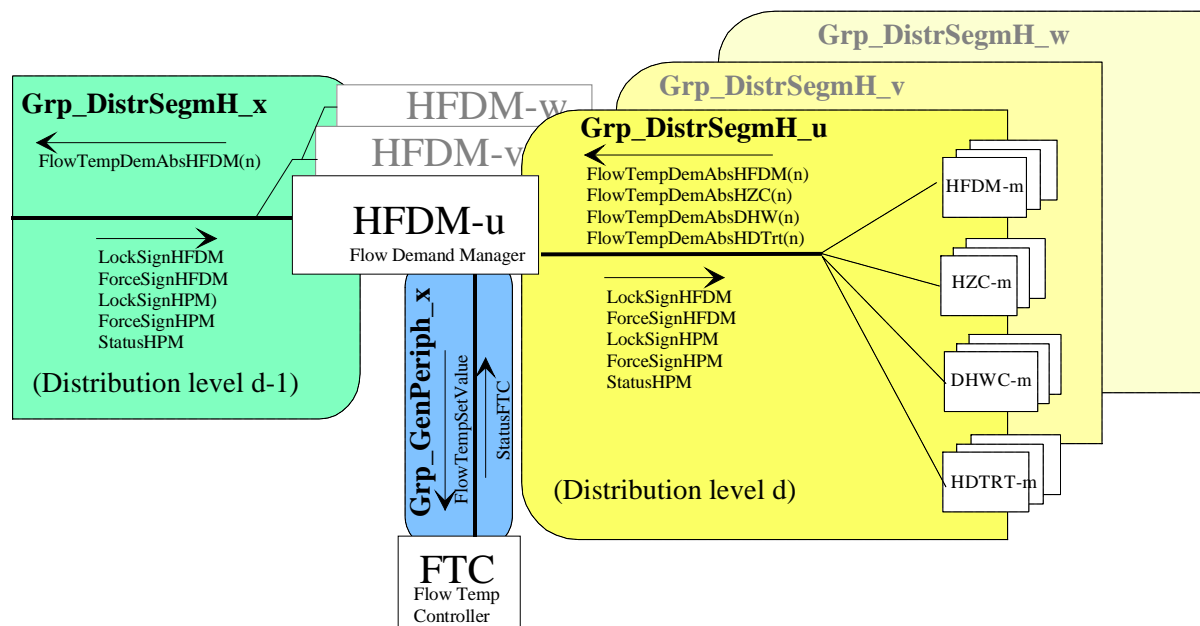 Grp_DistrSegmH_w
Grp_DistrSegmH_v
Grp_DistrSegmH_x
HFDM-w
HFDM-v
Grp_DistrSegmH_u
FlowTempDemAbsHFDM(n)
FlowTempDemAbsHFDM(n)
FlowTempDemAbsHZC(n)
FlowTempDemAbsDHW(n)
FlowTempDemAbsHDTrt(n)
HFDM-u
Flow Demand Manager
LockSignHFDM
ForceSignHFDM
LockSignHPM)
ForceSignHPM
StatusHPM
(Distribution level d-1)
Grp_GenPeriph_x
FlowTempSetValue
StatusFTC
FTC
Flow Temp
Controller
LockSignHFDM
ForceSignHFDM
LockSignHPM
ForceSignHPM
StatusHPM
(Distribution level d)
HFDM-m
HZC-m
DHWC-m
HDTRT-m